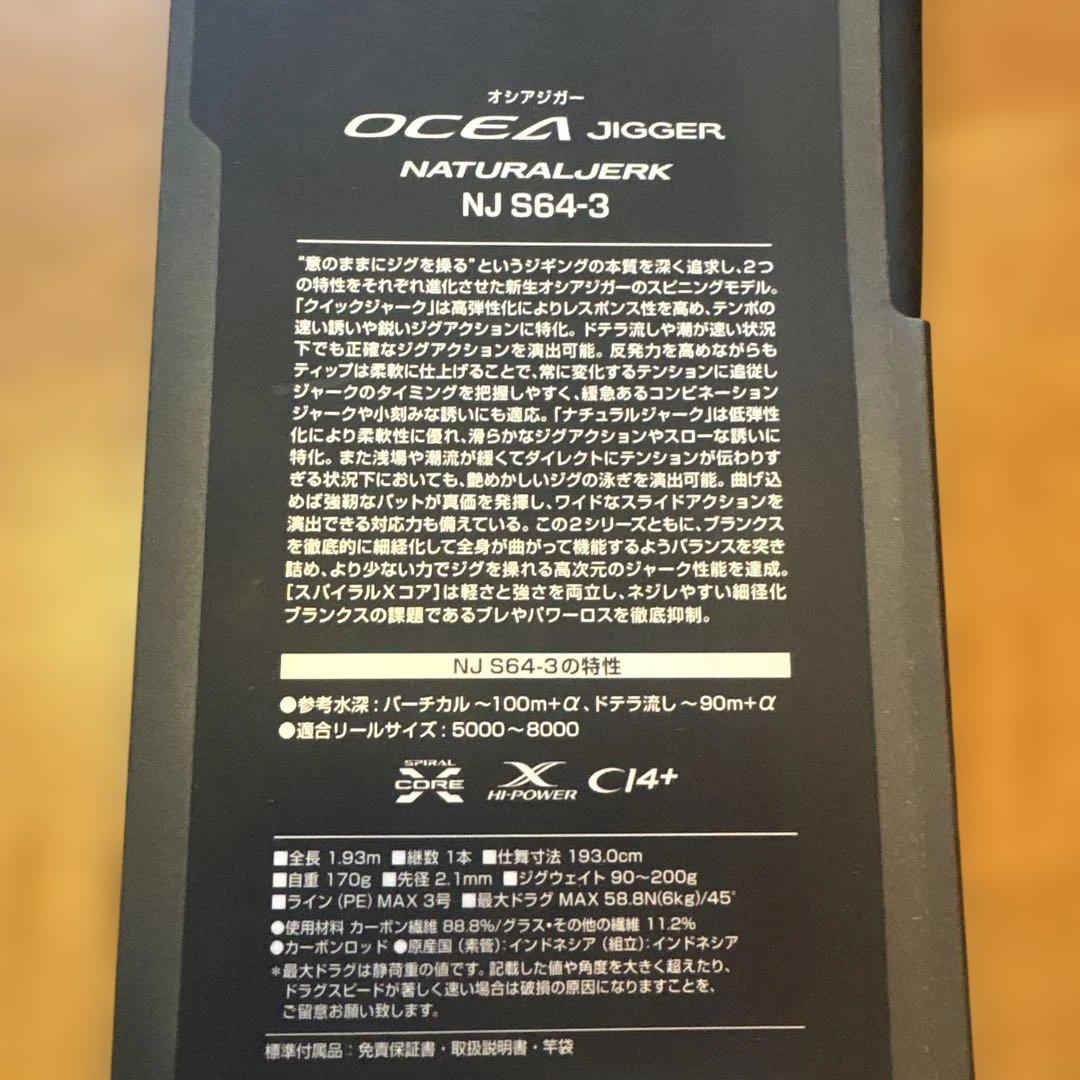 オシアジガー
OCEA JIGGER
NATURALJERK
NJ S64-3
“意のままにジグを操る”というジギングの本質を深く追求し、2つ
の特性をそれぞれ進化させた新生オシアジガーのスピニングモデル。
「クイックジャーク」は高弾性化によりレスポンス性を高め、テンポの
速い誘いや鋭いジグアクションに特化。ドテラ流しや潮が速い状況
下でも正確なジグアクションを演出可能。反発力を高めながらも
ティップは柔軟に仕上げることで、常に変化するテンションに追従し
ジャークのタイミングを把握しやすく、緩急あるコンビネーション
ジャークや小刻みな誘いにも適応。「ナチュラルジャーク」は低弾性
化により柔軟性に優れ、滑らかなジグアクションやスローな誘いに
特化。また浅場や潮流が緩くてダイレクトにテンションが伝わりす
ぎる状況下においても、艶めかしいジグの泳ぎを演出可能。曲げ込
めば強靭なバットが真価を発揮し、ワイドなスライドアクションを
演出できる対応力も備えている。この2シリーズともに、ブランクス
を徹底的に細経化して全身が曲がって機能するようバランスを突き
詰め、より少ない力でジグを操れる高次元のジャーク性能を達成。
[スパイラルXコア]は軽さと強さを両立し、ネジレやすい細径化
ブランクスの課題であるブレやパワーロスを徹底抑制。
NJ S64-3の特性
●参考水深:バーチカル ～100m+α、ドテラ流し ～90m+α
●適合リールサイズ:5000～8000
SPIRAL X CORE X HI-POWER CI4+
■全長 1.93m ■継数 1本 ■仕舞寸法 193.0cm
■自重 170g ■先径 2.1mm ■ジグウェイト 90～200g
■ライン(PE) MAX 3号 ■最大ドラグ MAX 58.8N(6kg)/45°
●使用材料 カーボン繊維 88.8%/グラス・その他の繊維 11.2%
●カーボンロッド ●原産国(素管):インドネシア(組立):インドネシア
*最大ドラグは静荷重の値です。記載した値や角度を大きく超えたり、
ドラグスピードが著しく速い場合は破損の原因になりますことを、
ご留意お願い致します。
標準付属品:免責保証書・取扱説明書・竿袋